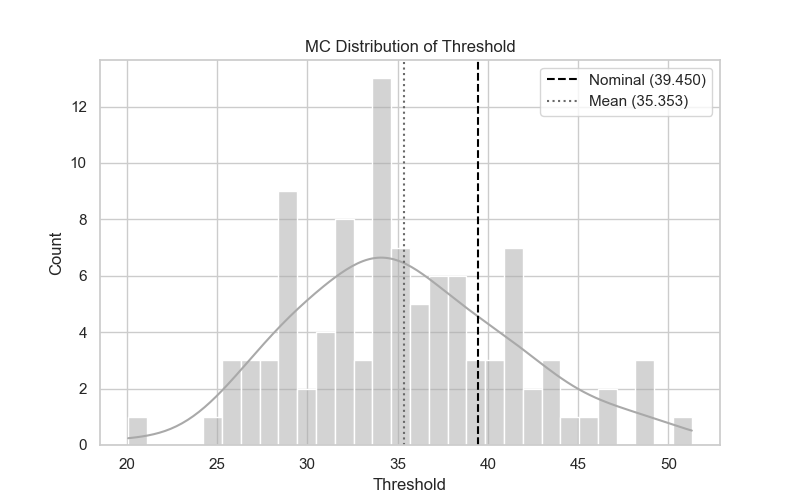 MC Distribution of Threshold
Nominal (39.450)
Mean (35.353)
Count
12
10
8
6
4
2
0
20 25 30 35 40 45 50
Threshold